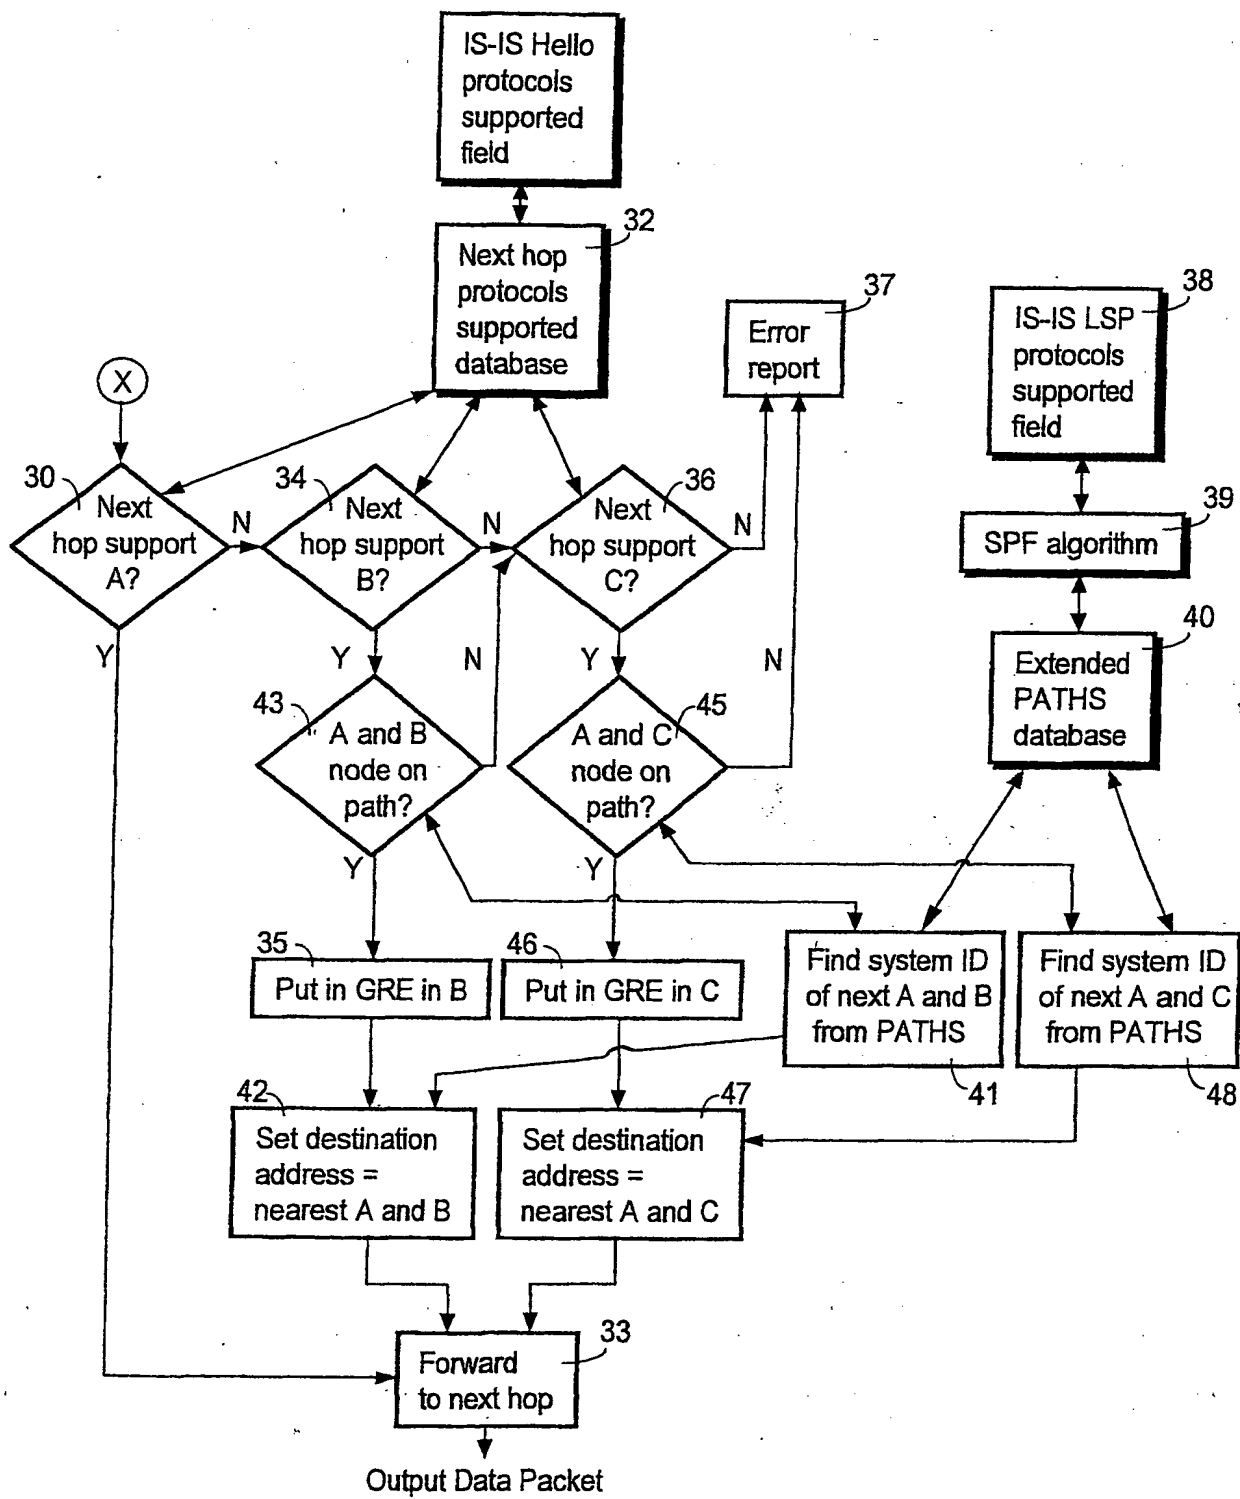 IS-IS Hello
protocols
supported
field
32
Next hop
protocols
supported
database
37
Error
report
38
IS-IS LSP
protocols
supported
field
X
30
Next
hop support
A?
N
34
Next
hop support
B?
N
36
Next
hop support
C?
N
39
SPF algorithm
Y
Y
N
Y
N
40
Extended
PATHS
database
43
A and B
node on
path?
45
A and C
node on
path?
Y
Y
35
Put in GRE in B
46
Put in GRE in C
Find system ID
of next A and B
from PATHS
41
Find system ID
of next A and C
from PATHS
48
42
Set destination
address =
nearest A and B
47
Set destination
address =
nearest A and C
33
Forward
to next hop
Output Data Packet